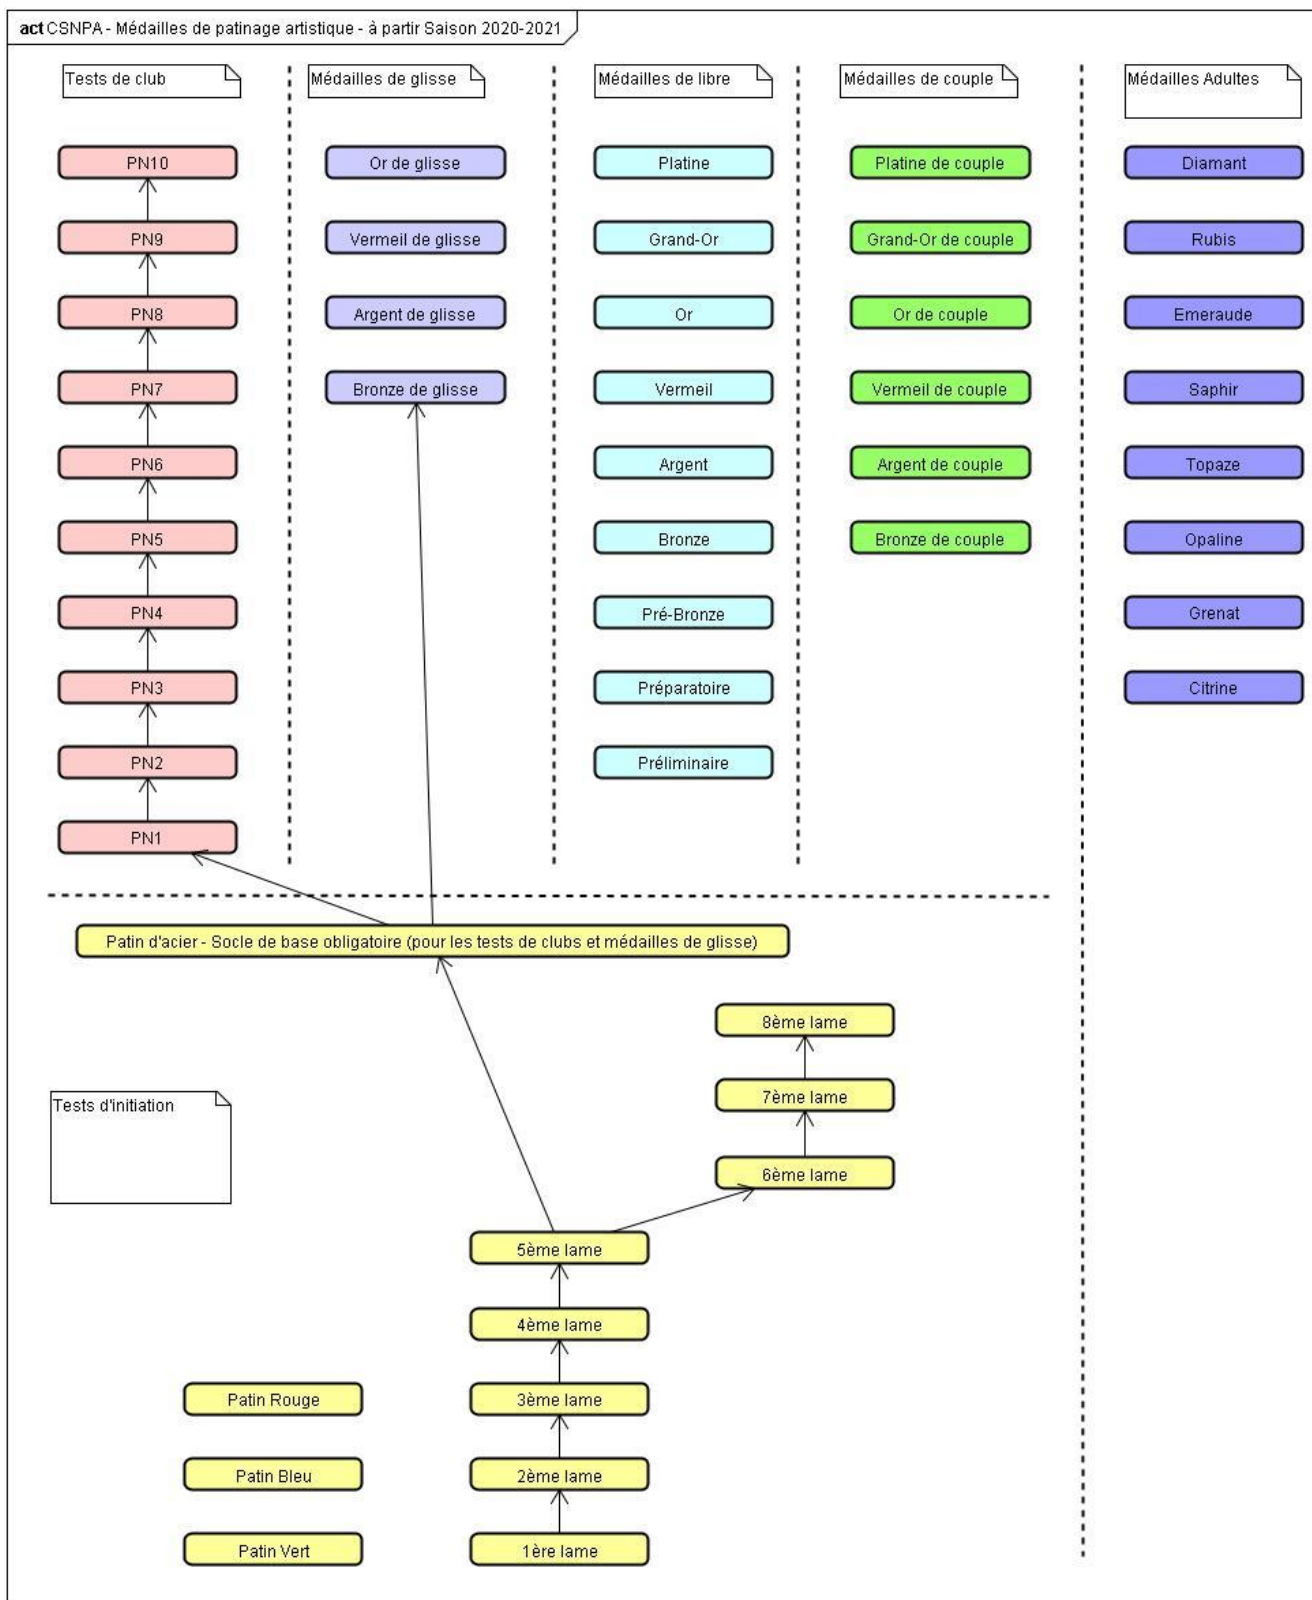 act CSNPA - Médailles de patinage artistique - à partir Saison 2020-2021
Tests de club
Médailles de glisse
Médailles de libre
Médailles de couple
Médailles Adultes
PN10
Or de glisse
Platine
Platine de couple
Diamant
PN9
Vermeil de glisse
Grand-Or
Grand-Or de couple
Rubis
PN8
Argent de glisse
Or
Or de couple
Emeraude
PN7
Bronze de glisse
Vermeil
Vermeil de couple
Saphir
PN6
Argent
Argent de couple
Topaze
PN5
Bronze
Bronze de couple
Opaline
PN4
Pré-Bronze
Grenat
PN3
Préparatoire
Citrine
PN2
Préliminaire
PN1
Patin d'acier - Socle de base obligatoire (pour les tests de clubs et médailles de glisse)
8ème lame
7ème lame
Tests d'initiation
6ème lame
5ème lame
4ème lame
Patin Rouge
3ème lame
Patin Bleu
2ème lame
Patin Vert
1ère lame